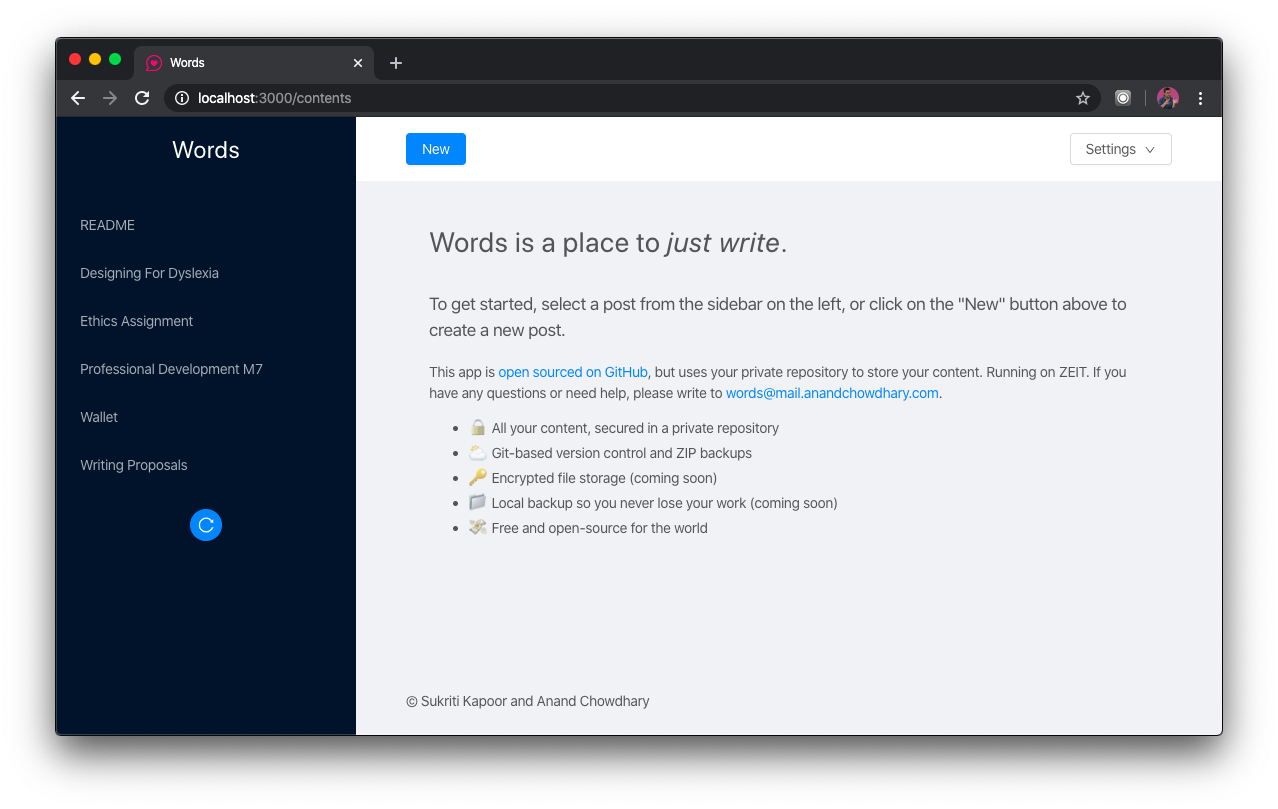 Words
localhost:3000/contents
Words
New
Settings
README
Designing For Dyslexia
Ethics Assignment
Professional Development M7
Wallet
Writing Proposals
Words is a place to just write.
To get started, select a post from the sidebar on the left, or click on the "New" button above to
create a new post.
This app is open sourced on GitHub, but uses your private repository to store your content. Running on ZEIT. If you
have any questions or need help, please write to words@mail.anandchowdhary.com.
• 🔒 All your content, secured in a private repository
• ⛅ Git-based version control and ZIP backups
• 🔑 Encrypted file storage (coming soon)
• 📁 Local backup so you never lose your work (coming soon)
• 💸 Free and open-source for the world
© Sukriti Kapoor and Anand Chowdhary